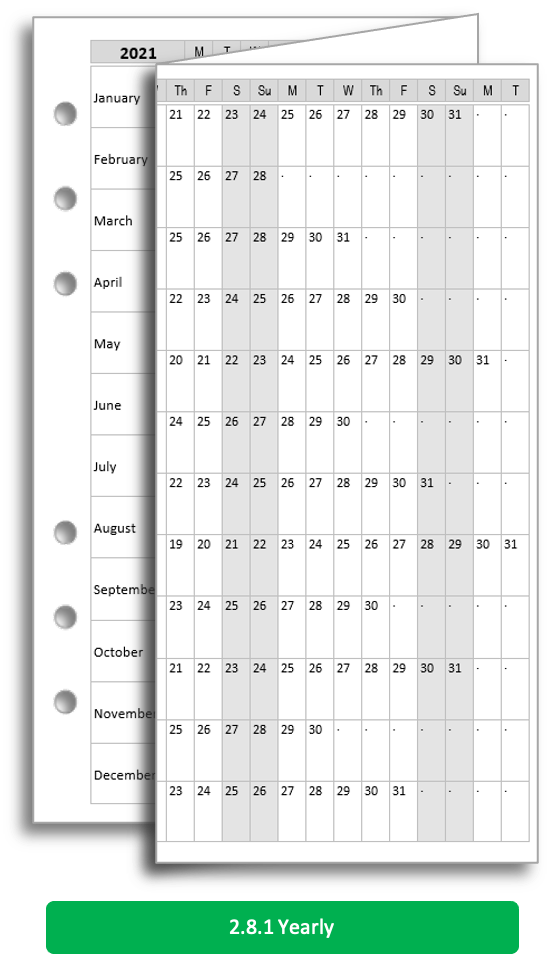 2021 M T
January
February
March
April
May
June
July
August
Septembe
October
November
December
Th F S Su M T W Th F S Su M T
21 22 23 24 25 26 27 28 29 30 31 · ·
25 26 27 28 · · · · · · · · ·
25 26 27 28 29 30 31 · · · · · ·
22 23 24 25 26 27 28 29 30 · · · ·
20 21 22 23 24 25 26 27 28 29 30 31 ·
24 25 26 27 28 29 30 · · · · · ·
22 23 24 25 26 27 28 29 30 31 · · ·
19 20 21 22 23 24 25 26 27 28 29 30 31
23 24 25 26 27 28 29 30 · · · · ·
21 22 23 24 25 26 27 28 29 30 31 · ·
25 26 27 28 29 30 · · · · · · ·
23 24 25 26 27 28 29 30 31 · · · ·
2.8.1 Yearly